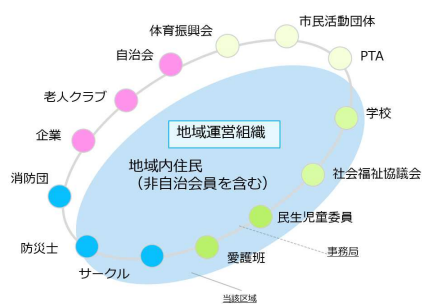 市民活動団体
体育振興会
自治会
PTA
老人クラブ
学校
企業
地域運営組織
地域内住民
（非自治会員を含む）
消防団
社会福祉協議会
民生児童委員
防災士
サークル
愛護班
事務局
当該区域